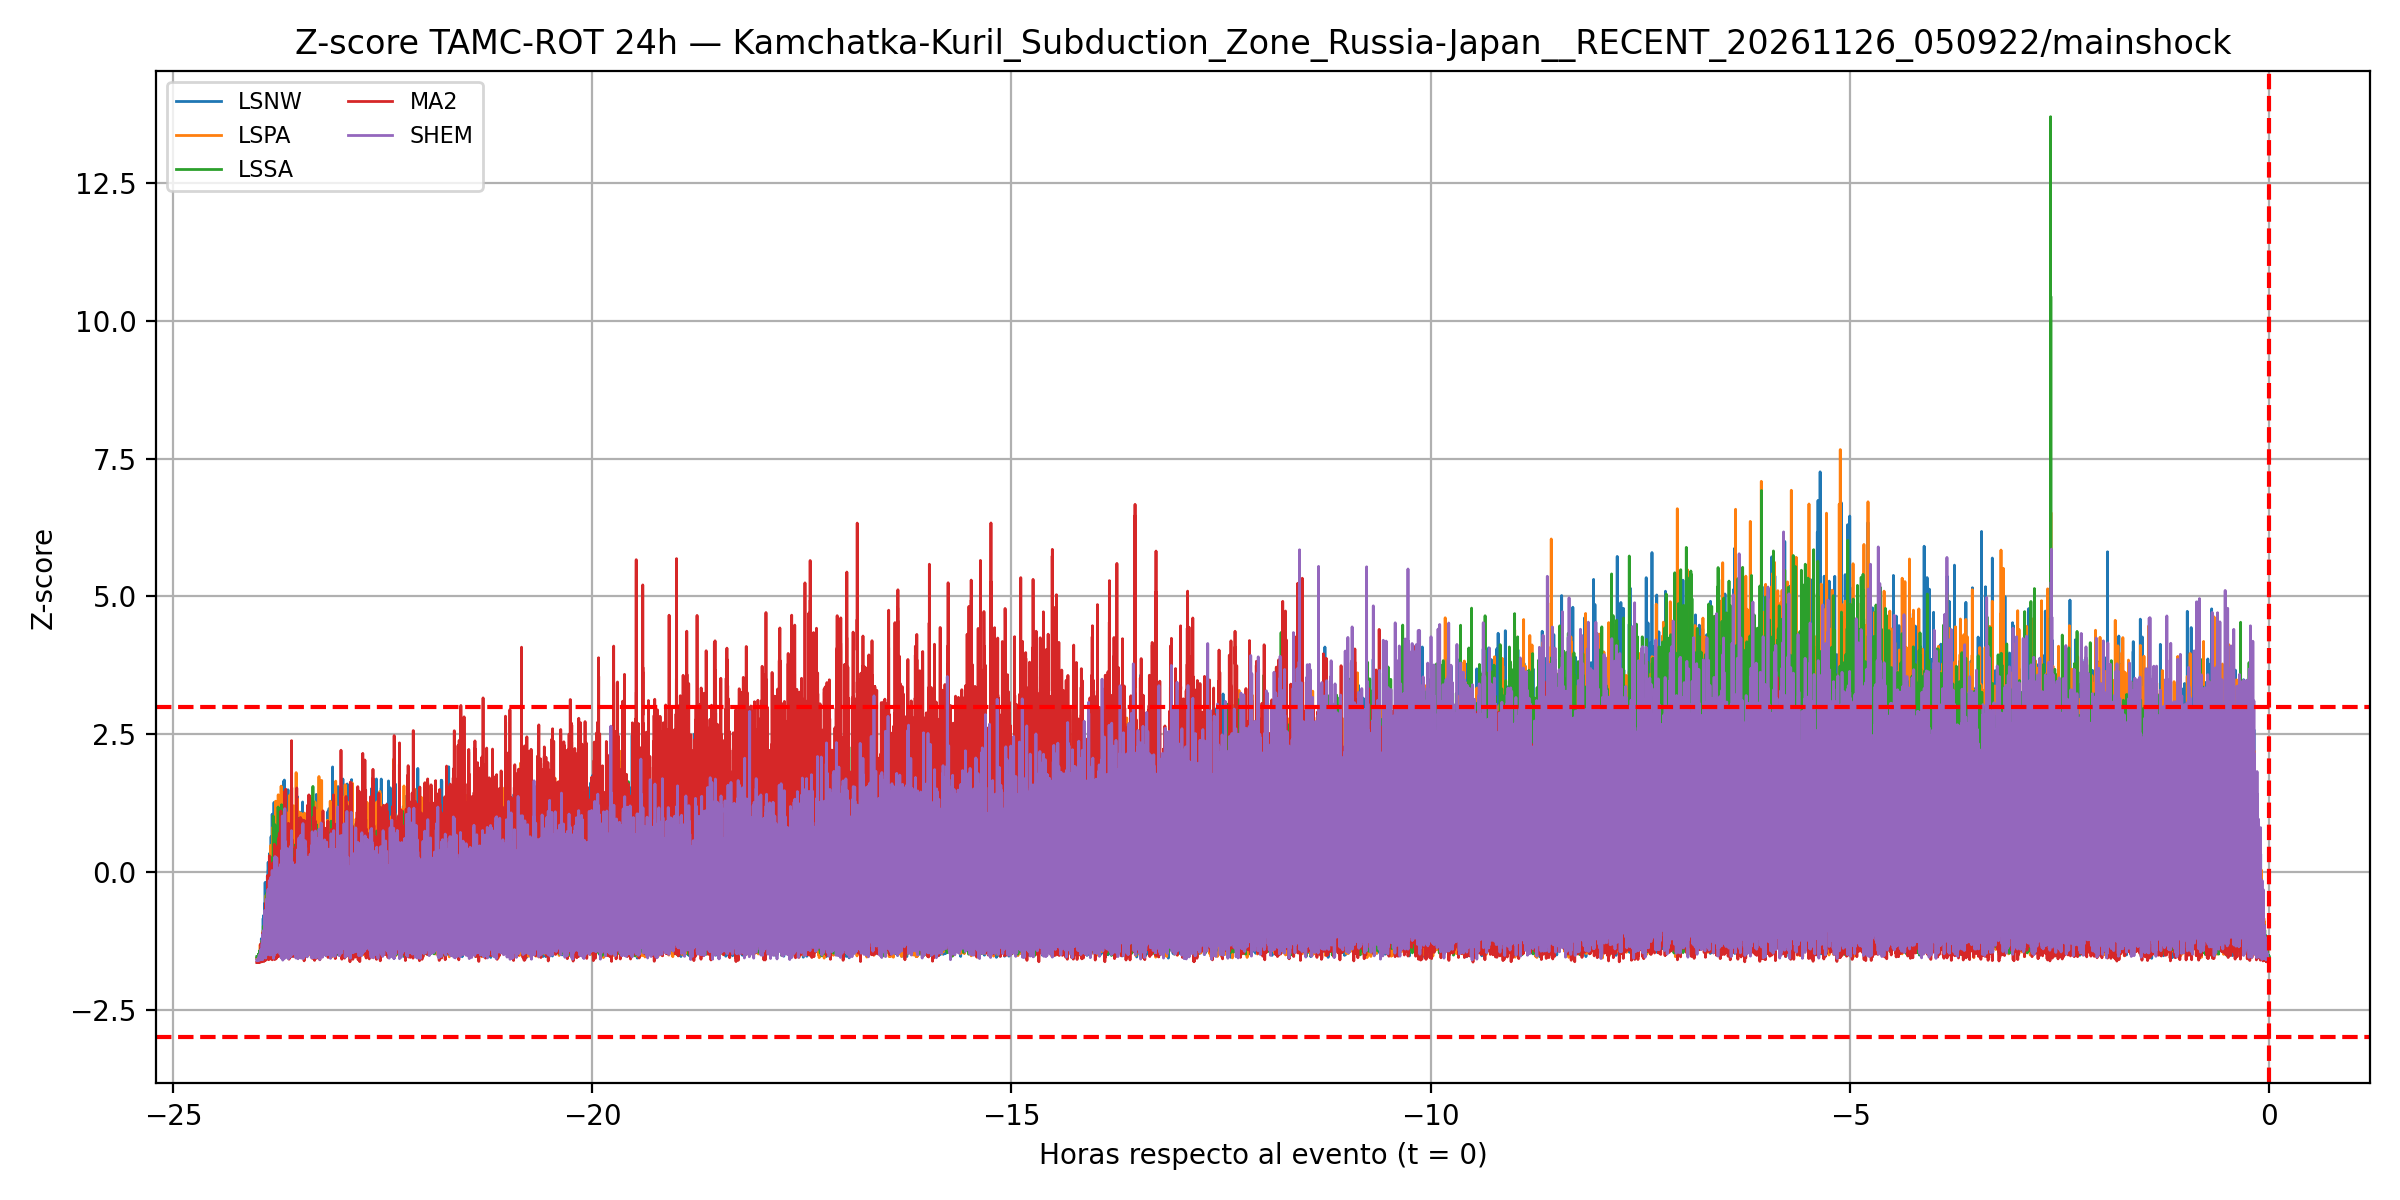 Z-score TAMC-ROT 24h — Kamchatka-Kuril_Subduction_Zone_Russia-Japan__RECENT_20261126_050922/mainshock
LSNW
LSPA
LSSA
MA2
SHEM
12.5
10.0
7.5
5.0
2.5
0.0
−2.5
Z-score
−25
−20
−15
−10
−5
0
Horas respecto al evento (t = 0)